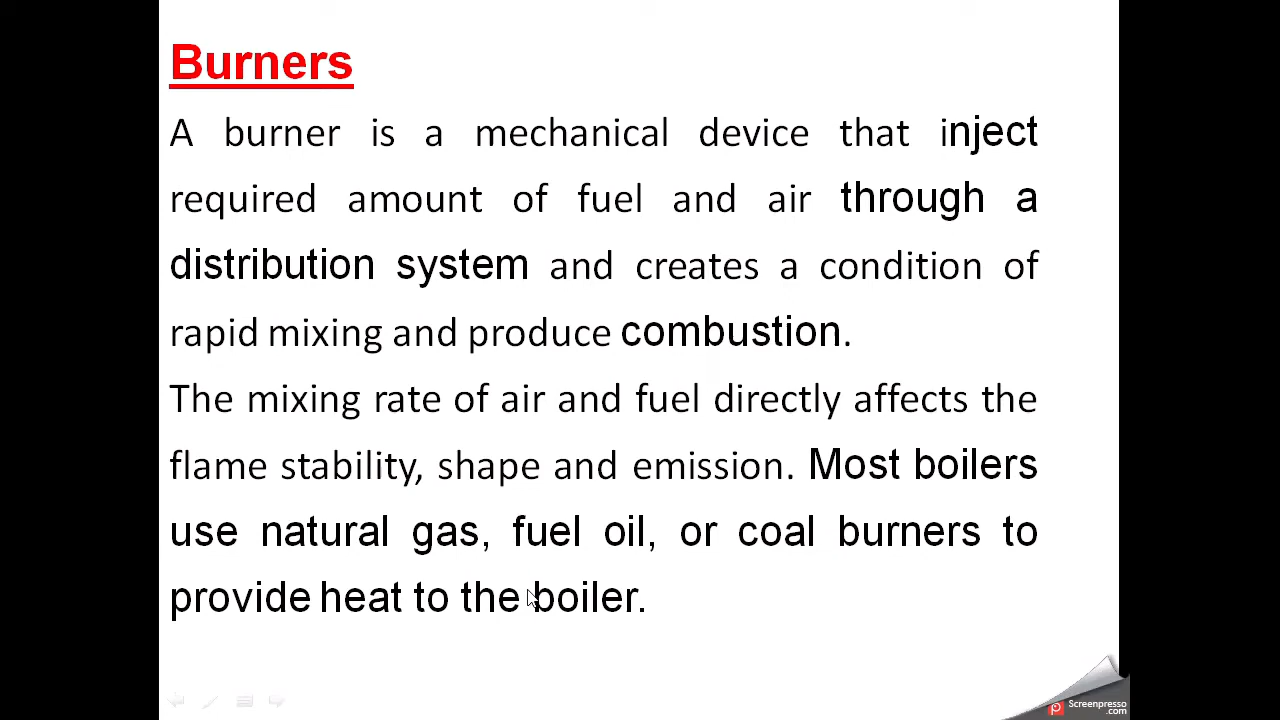 Burners
A burner is a mechanical device that inject
required amount of fuel and air through a
distribution system and creates a condition of
rapid mixing and produce combustion.
The mixing rate of air and fuel directly affects the
flame stability, shape and emission. Most boilers
use natural gas, fuel oil, or coal burners to
provide heat to the boiler.
Screenpresso
.com